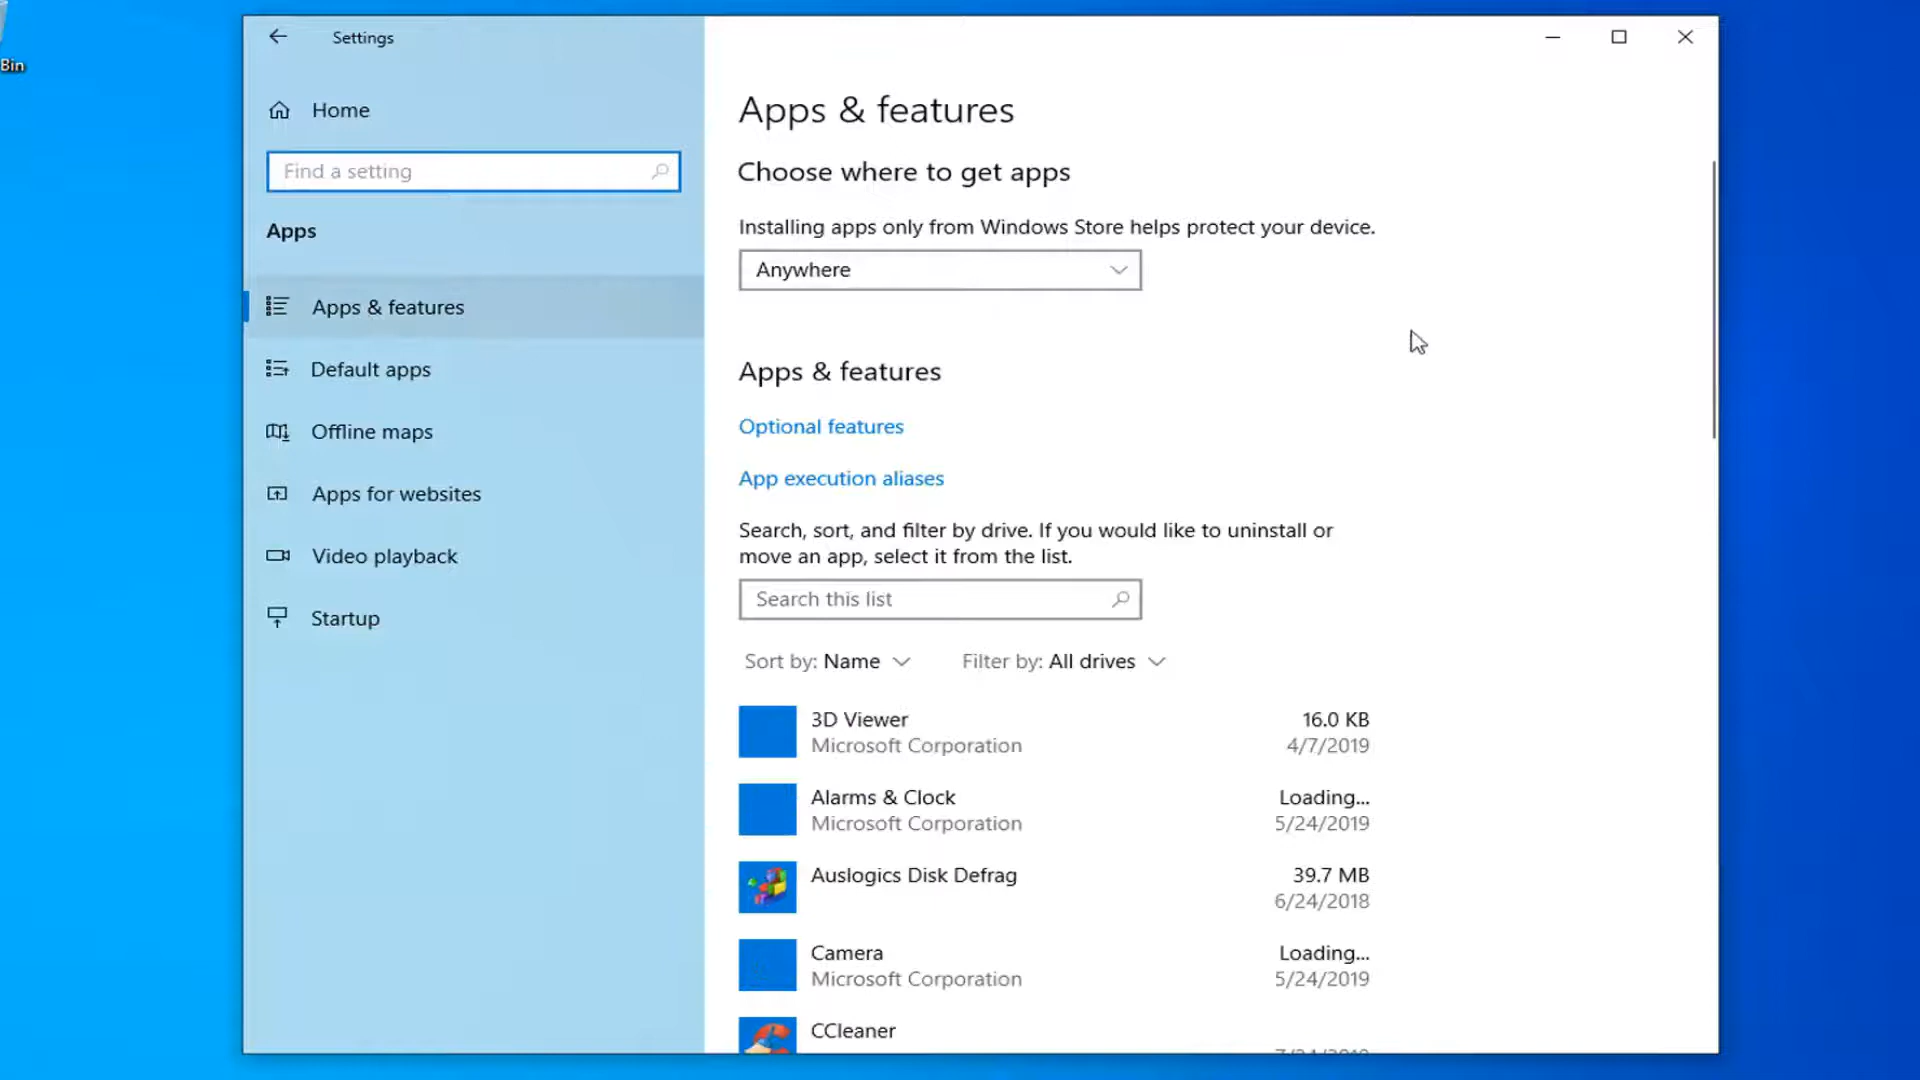 Bin
Settings
Home
Find a setting
Apps
Apps & features
Default apps
Offline maps
Apps for websites
Video playback
Startup
Apps & features
Choose where to get apps
Installing apps only from Windows Store helps protect your device.
Anywhere
Apps & features
Optional features
App execution aliases
Search, sort, and filter by drive. If you would like to uninstall or
move an app, select it from the list.
Search this list
Sort by: Name Filter by: All drives
3D Viewer 16.0 KB
Microsoft Corporation 4/7/2019
Alarms & Clock Loading...
Microsoft Corporation 5/24/2019
Auslogics Disk Defrag 39.7 MB
6/24/2018
Camera Loading...
Microsoft Corporation 5/24/2019
CCleaner